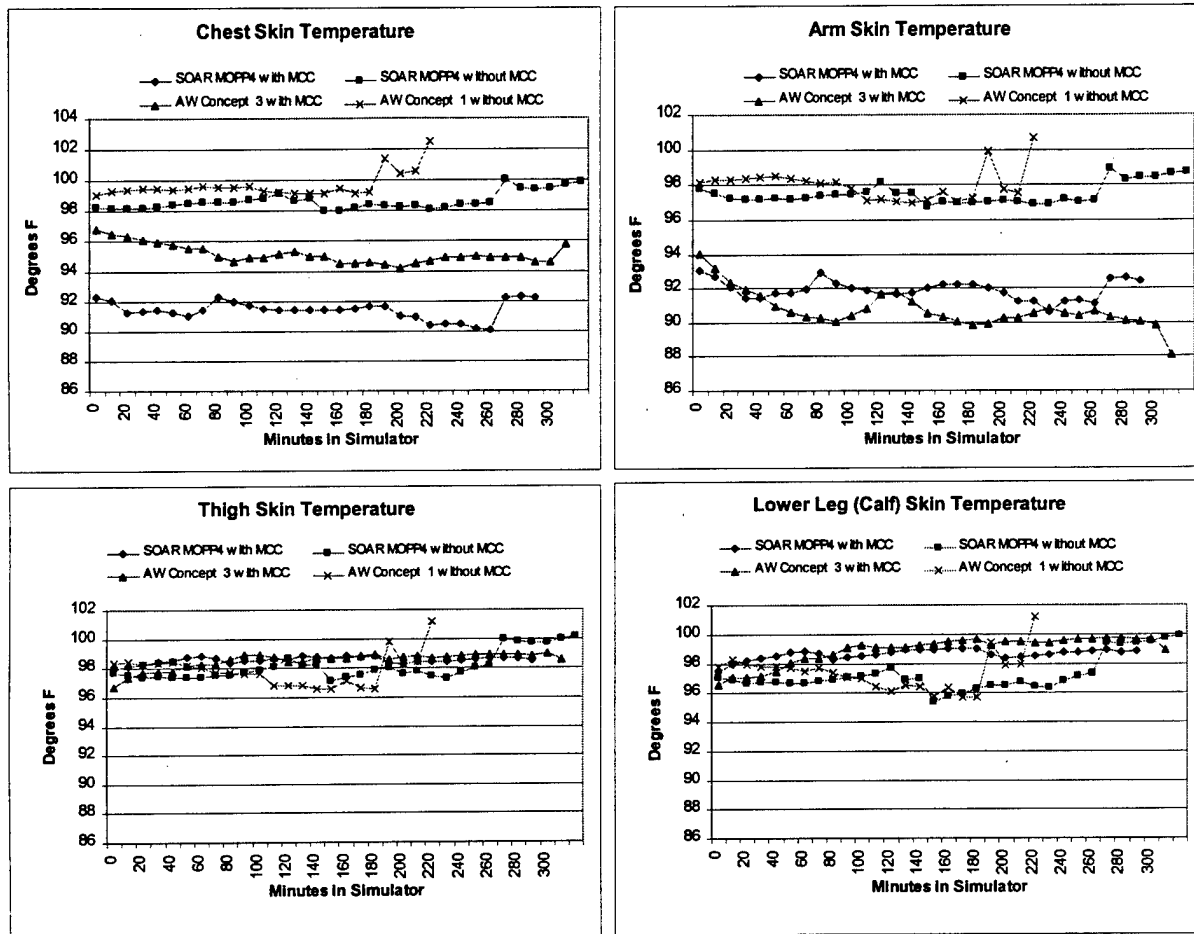 Chest Skin Temperature
SOAR MOPP4 with MCC SOAR MOPP4 without MCC
AW Concept 3 with MCC AW Concept 1 without MCC
104
102
100
98
96
94
92
90
88
86
Degrees F
0 20 40 60 80 100 120 140 160 180 200 220 240 260 280 300
Minutes in Simulator
Arm Skin Temperature
SOAR MOPP4 with MCC SOAR MOPP4 without MCC
AW Concept 3 with MCC AW Concept 1 without MCC
102
100
98
96
94
92
90
88
86
Degrees F
0 20 40 60 80 100 120 140 160 180 200 220 240 260 280 300
Minutes in Simulator
Thigh Skin Temperature
SOAR MOPP4 with MCC SOAR MOPP4 without MCC
AW Concept 3 with MCC AW Concept 1 without MCC
102
100
98
96
94
92
90
88
86
Degrees F
0 20 40 60 80 100 120 140 160 180 200 220 240 260 280 300
Minutes in Simulator
Lower Leg (Calf) Skin Temperature
SOAR MOPP4 with MCC SOAR MOPP4 without MCC
AW Concept 3 with MCC AW Concept 1 without MCC
102
100
98
96
94
92
90
88
86
Degrees F
0 20 40 60 80 100 120 140 160 180 200 220 240 260 280 300
Minutes in Simulator